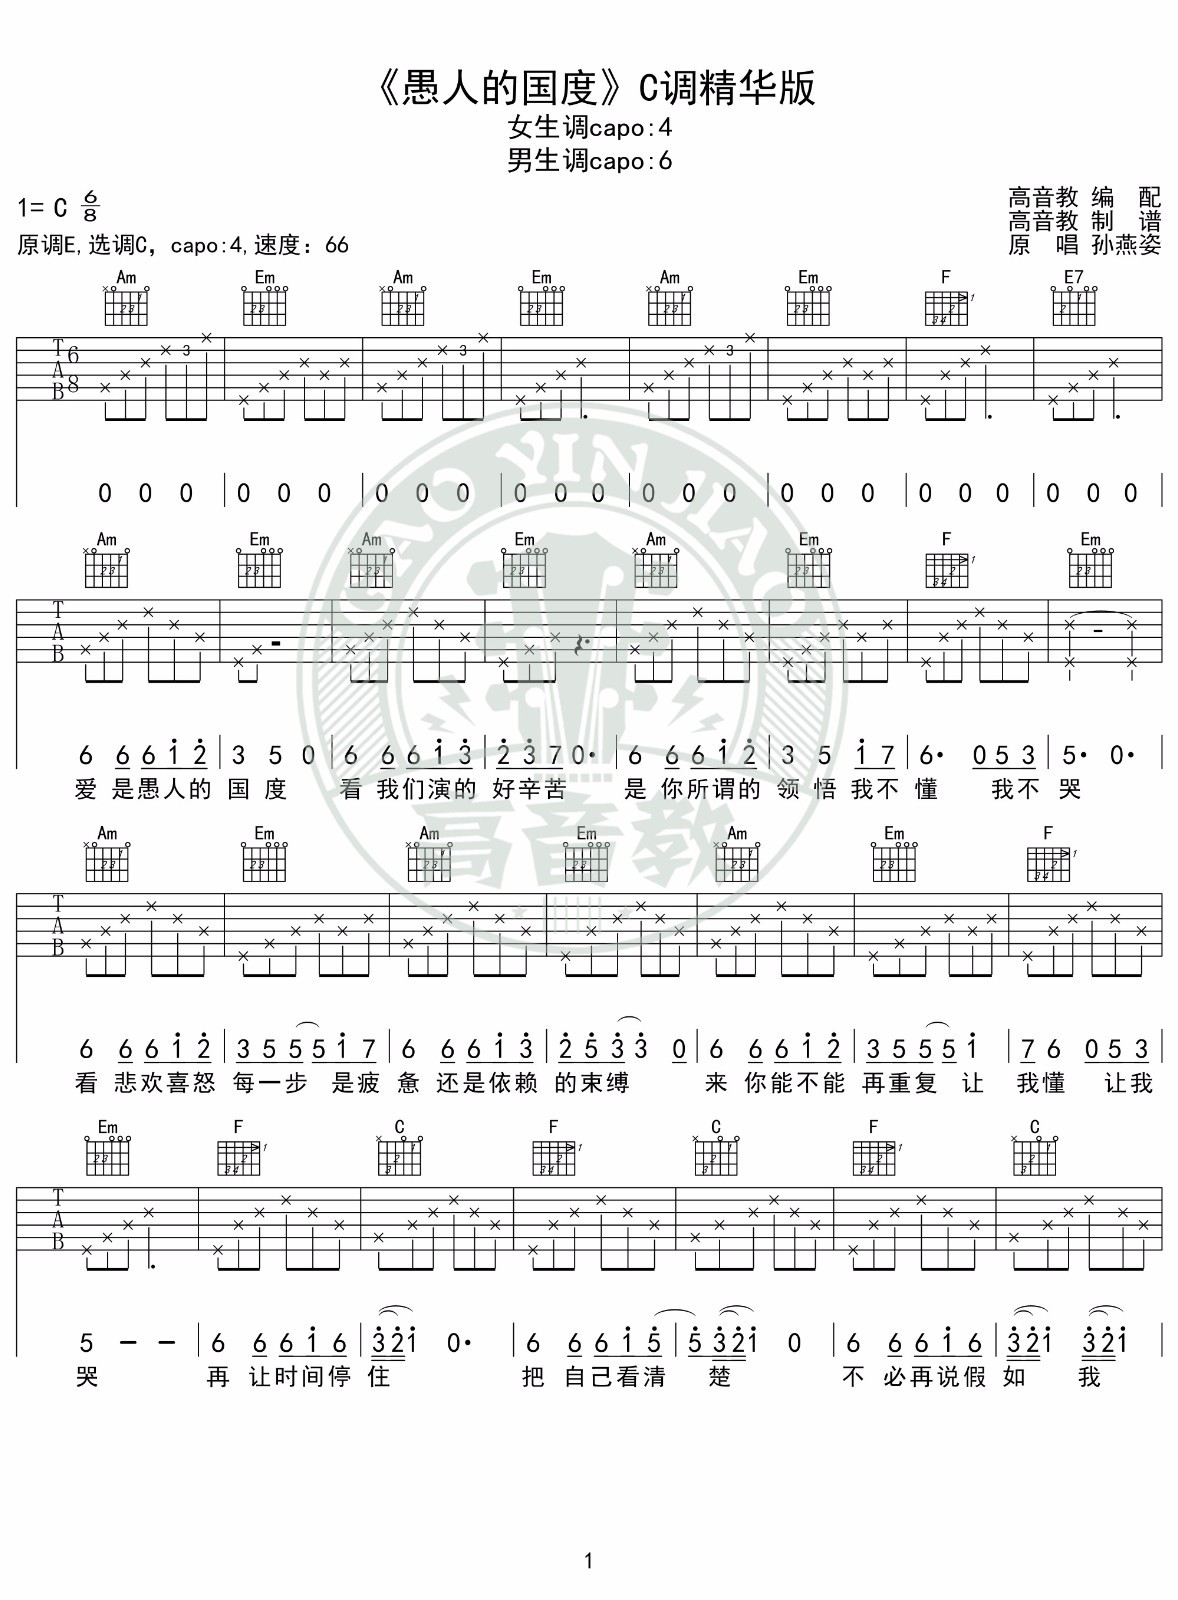 《愚人的国度》C调精华版
女生调capo:4
男生调capo:6
1= C 6/8
高音教 编 配
高音教 制 谱
原调E,选调C，capo:4,速度：66
原 唱 孙燕姿
Am Em Am Em Am Em F E7
T A B 6 8 3 3 3
0 0 0 | 0 0 0 | 0 0 0 | 0 0 0 | 0 0 0 | 0 0 0 | 0 0 0 | 0 0 0
GAO YIN JIAO
Am Em Am Em Am Em F Em
T A B
6 6 6 1 2 | 3 5 0 | 6 6 6 1 3 | 2 3 7 0· | 6 6 6 1 2 | 3 5 1 7 | 6· 0 5 3 | 5· 0·
爱 是愚人的 国 度 看 我们演的 好辛苦 是 你所谓的 领 悟我不 懂 我不 哭
Am Em Am Em Am Em F
高音教
T A B
6 6 6 1 2 | 3 5 5 5 1 7 | 6 6 6 1 3 | 2 5 3 3 0 | 6 6 6 1 2 | 3 5 5 5 1 | 7 6 0 5 3
看 悲欢喜怒 每一步 是疲 惫 还是依赖 的束缚 来 你能不能 再重复 让 我懂 让我
Em F C F C F C
T A B
5 – – | 6 6 6 1 6 | 3 2 1 0· | 6 6 6 1 5 | 5 3 2 1 0 | 6 6 6 1 6 | 3 2 1 3 2 1
哭 再 让时间停 住 把 自己看清 楚 不 必再说假 如 我
1